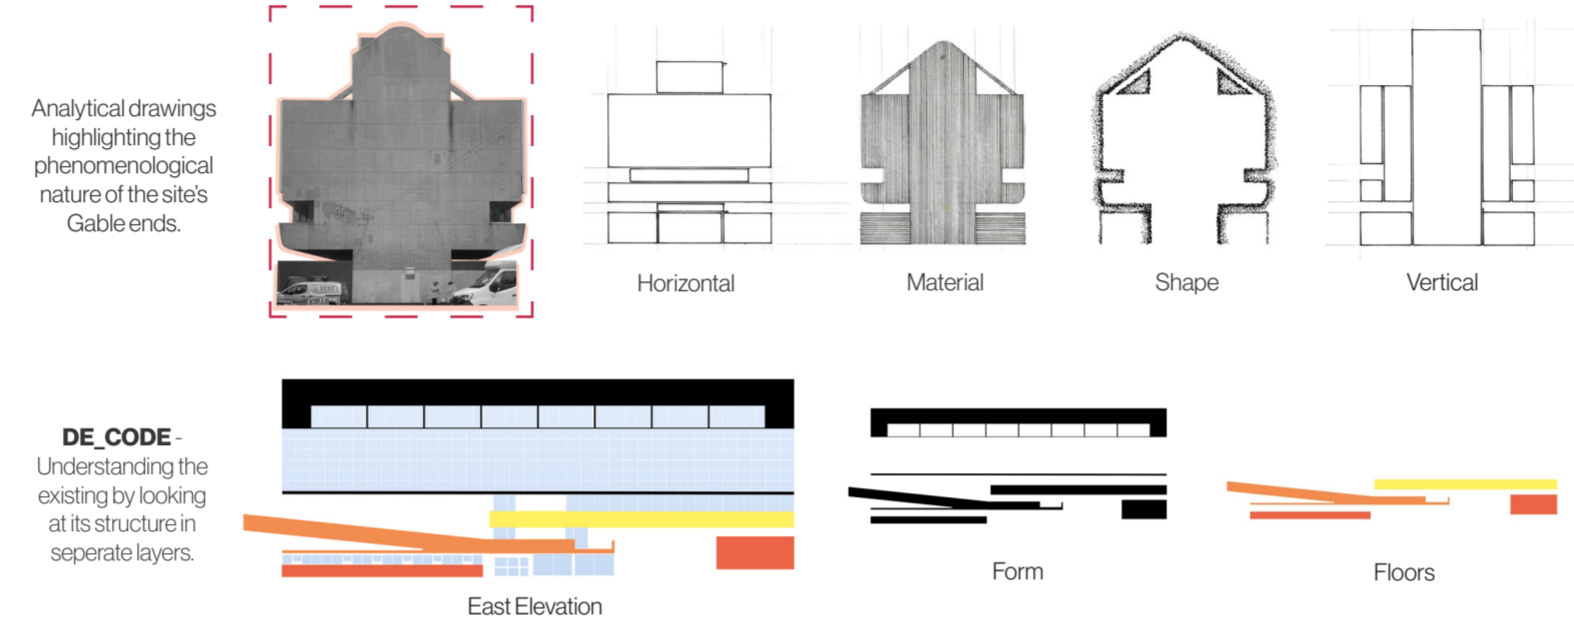 Analytical drawings
highlighting the
phenomenological
nature of the site's
Gable ends.
Horizontal
Material
Shape
Vertical
DE_CODE -
Understanding the
existing by looking
at its structure in
seperate layers.
East Elevation
Form
Floors